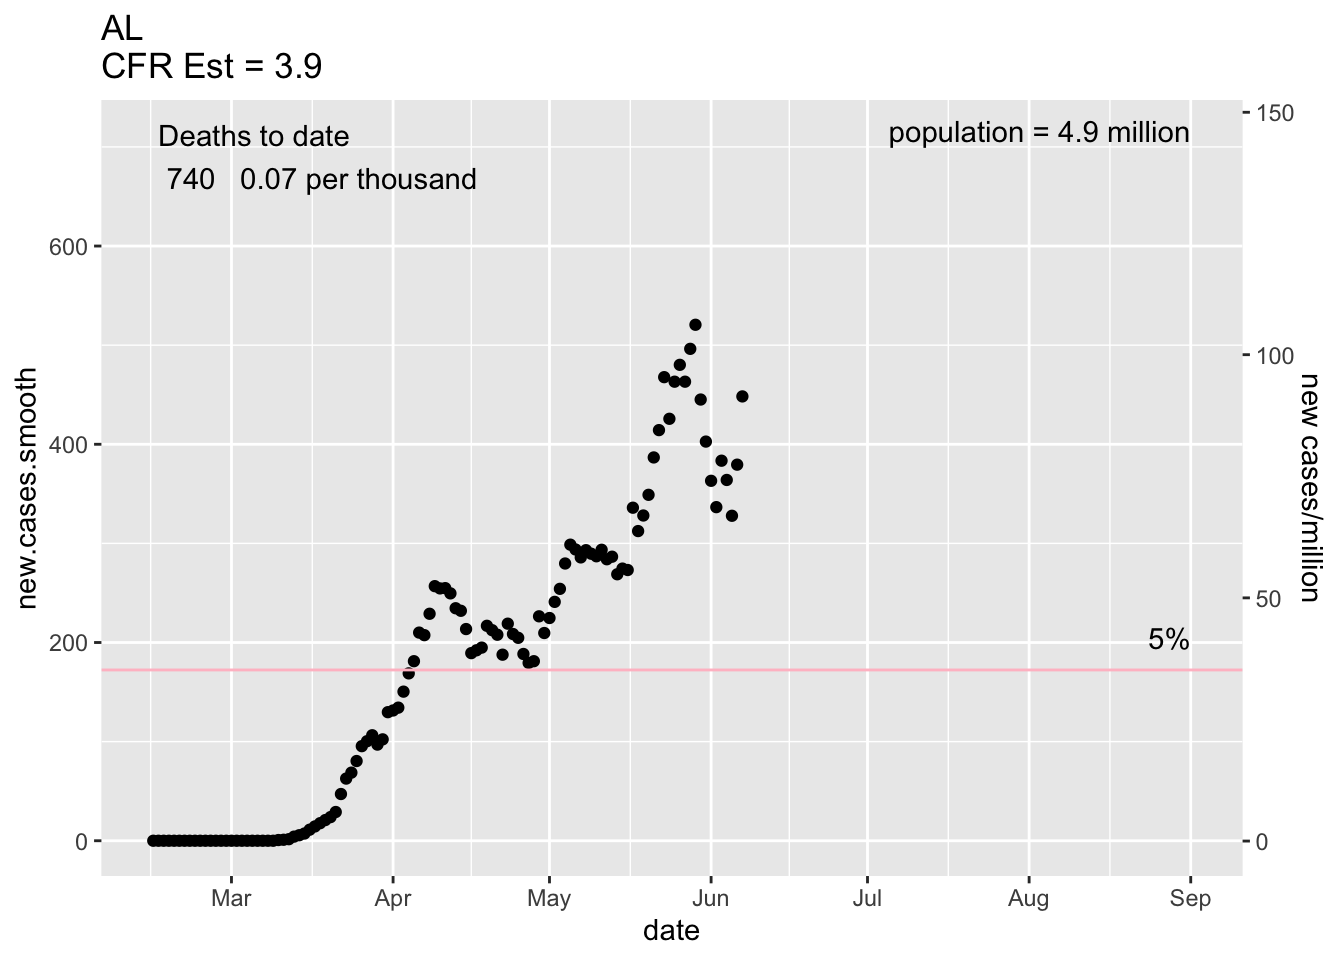 AL
CFR Est = 3.9
Deaths to date
740 0.07 per thousand
population = 4.9 million
5%
new.cases.smooth
600
400
200
0
150
100
50
0
new cases/million
Mar Apr May Jun Jul Aug Sep
date